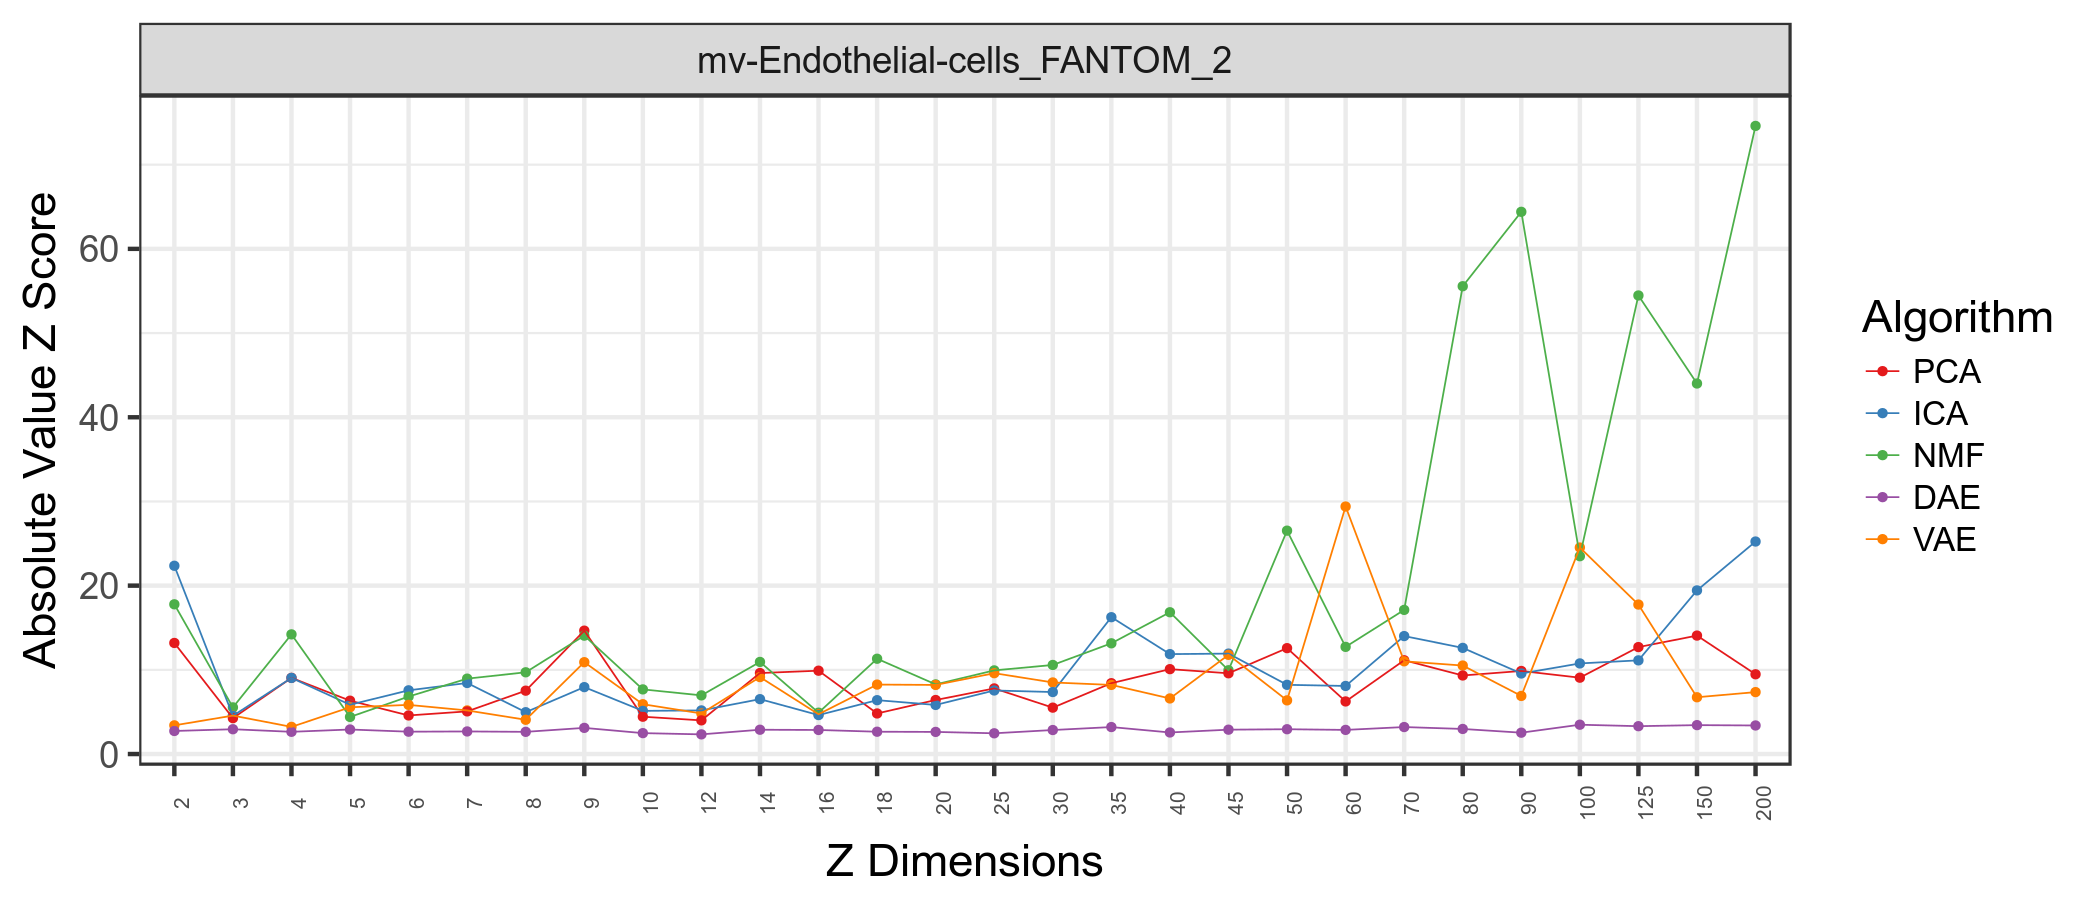 mv-Endothelial-cells_FANTOM_2
Absolute Value Z Score
60
40
20
0
2 3 4 5 6 7 8 9 10 12 14 16 18 20 25 30 35 40 45 50 60 70 80 90 100 125 150 200
Z Dimensions
Algorithm
PCA
ICA
NMF
DAE
VAE